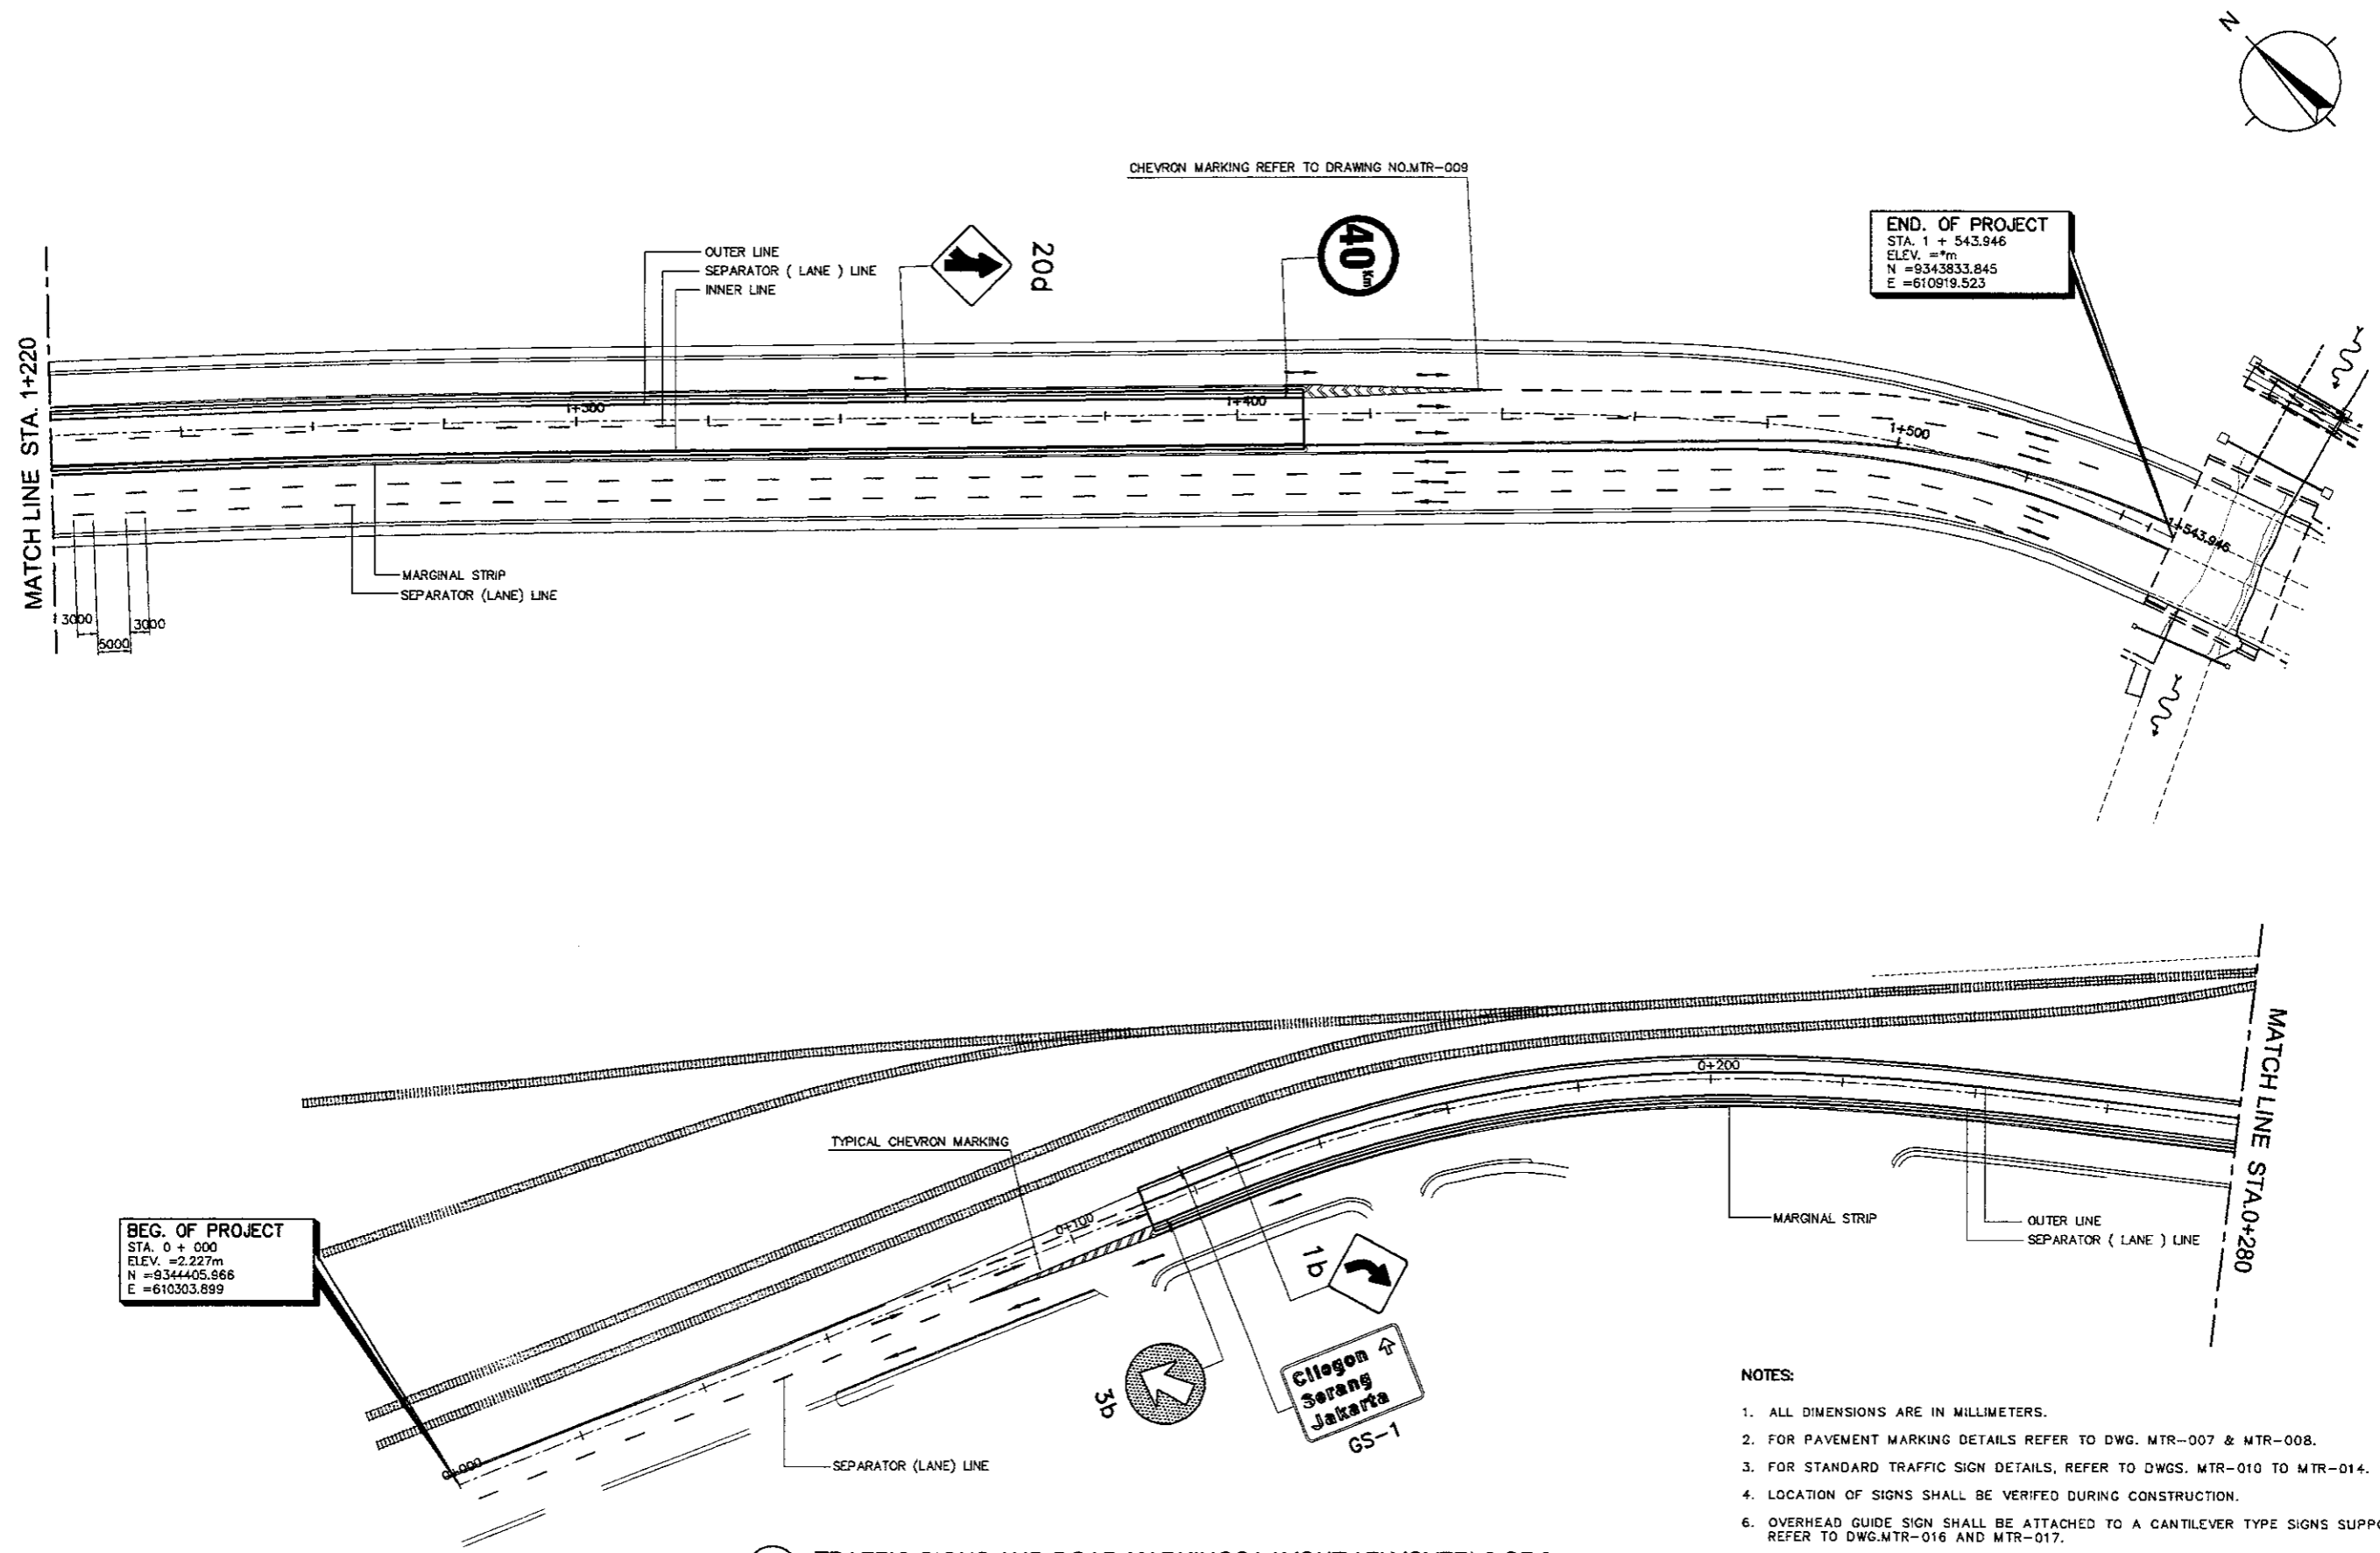 N
CHEVRON MARKING REFER TO DRAWING NO.MTR-009
OUTER LINE
SEPARATOR ( LANE ) LINE
INNER LINE
20d
40
Km
END. OF PROJECT
STA. 1 + 543.946
ELEV. =*m
N =9343833.845
E =610919.523
MATCH LINE STA. 1+220
1+300
1+400
1+500
1+543.946
MARGINAL STRIP
SEPARATOR (LANE) LINE
3000
3000
5000
0+200
MATCH LINE STA.0+280
TYPICAL CHEVRON MARKING
0+100
MARGINAL STRIP
OUTER LINE
SEPARATOR ( LANE ) LINE
BEG. OF PROJECT
STA. 0 + 000
ELEV. =2.227m
N =9344405.966
E =610303.899
1b
3b
Cilegon
Serang
Jakarta
GS-1
0+000
SEPARATOR (LANE) LINE
NOTES:
1. ALL DIMENSIONS ARE IN MILLIMETERS.
2. FOR PAVEMENT MARKING DETAILS REFER TO DWG. MTR-007 & MTR-008.
3. FOR STANDARD TRAFFIC SIGN DETAILS, REFER TO DWGS. MTR-010 TO MTR-014.
4. LOCATION OF SIGNS SHALL BE VERIFED DURING CONSTRUCTION.
6. OVERHEAD GUIDE SIGN SHALL BE ATTACHED TO A CANTILEVER TYPE SIGNS
REFER TO DWG.MTR-016 AND MTR-017.